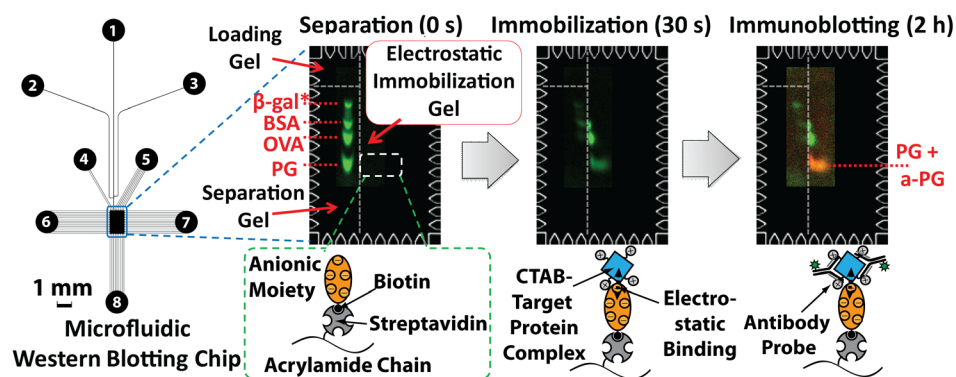 Separation (0 s)
Immobilization (30 s)
Immunoblotting (2 h)
1
2
3
4
5
6
7
8
1 mm
Microfluidic
Western Blotting Chip
Loading
Gel
Electrostatic
Immobilization
Gel
β-gal*
BSA
OVA
PG
Separation
Gel
PG +
a-PG
Anionic
Moiety
Biotin
Streptavidin
Acrylamide Chain
CTAB-
Target
Protein
Complex
Electro-
static
Binding
Antibody
Probe